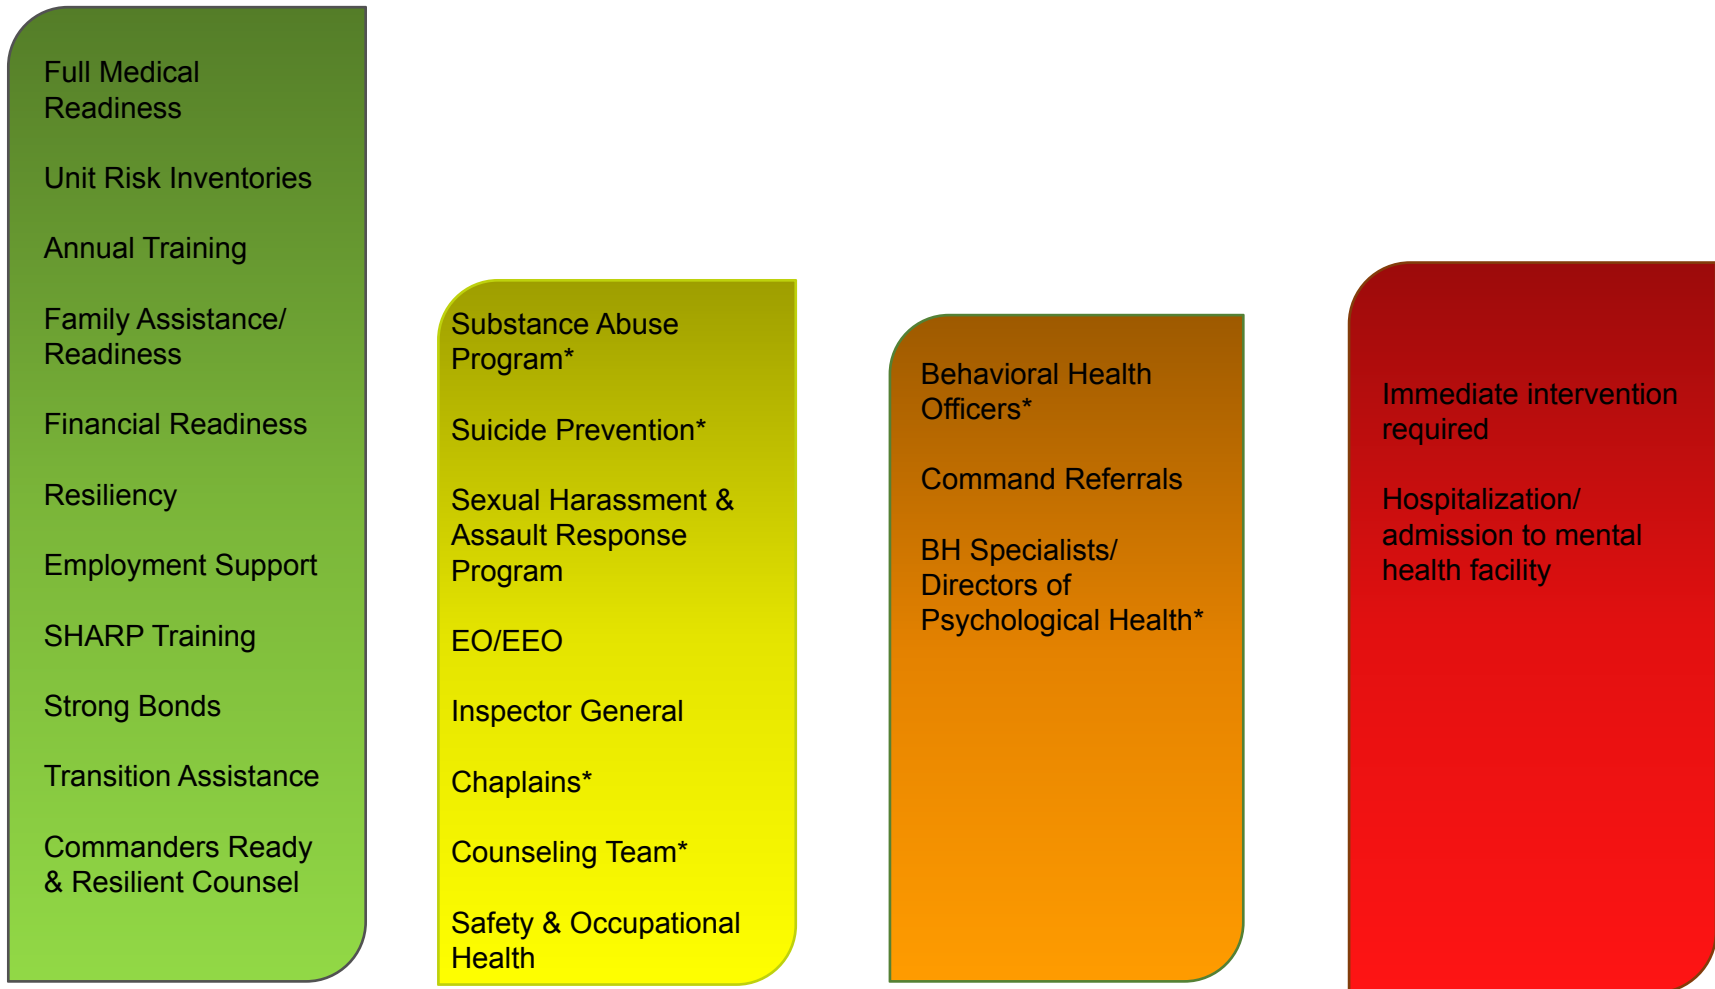 Full Medical
Readiness
Unit Risk Inventories
Annual Training
Family Assistance/
Readiness
Financial Readiness
Resiliency
Employment Support
SHARP Training
Strong Bonds
Transition Assistance
Commanders Ready
& Resilient Counsel
Substance Abuse
Program*
Suicide Prevention*
Sexual Harassment &
Assault Response
Program
EO/EEO
Inspector General
Chaplains*
Counseling Team*
Safety & Occupational
Health
Behavioral Health
Officers*
Command Referrals
BH Specialists/
Directors of
Psychological Health*
Immediate intervention
required
Hospitalization/
admission to mental
health facility